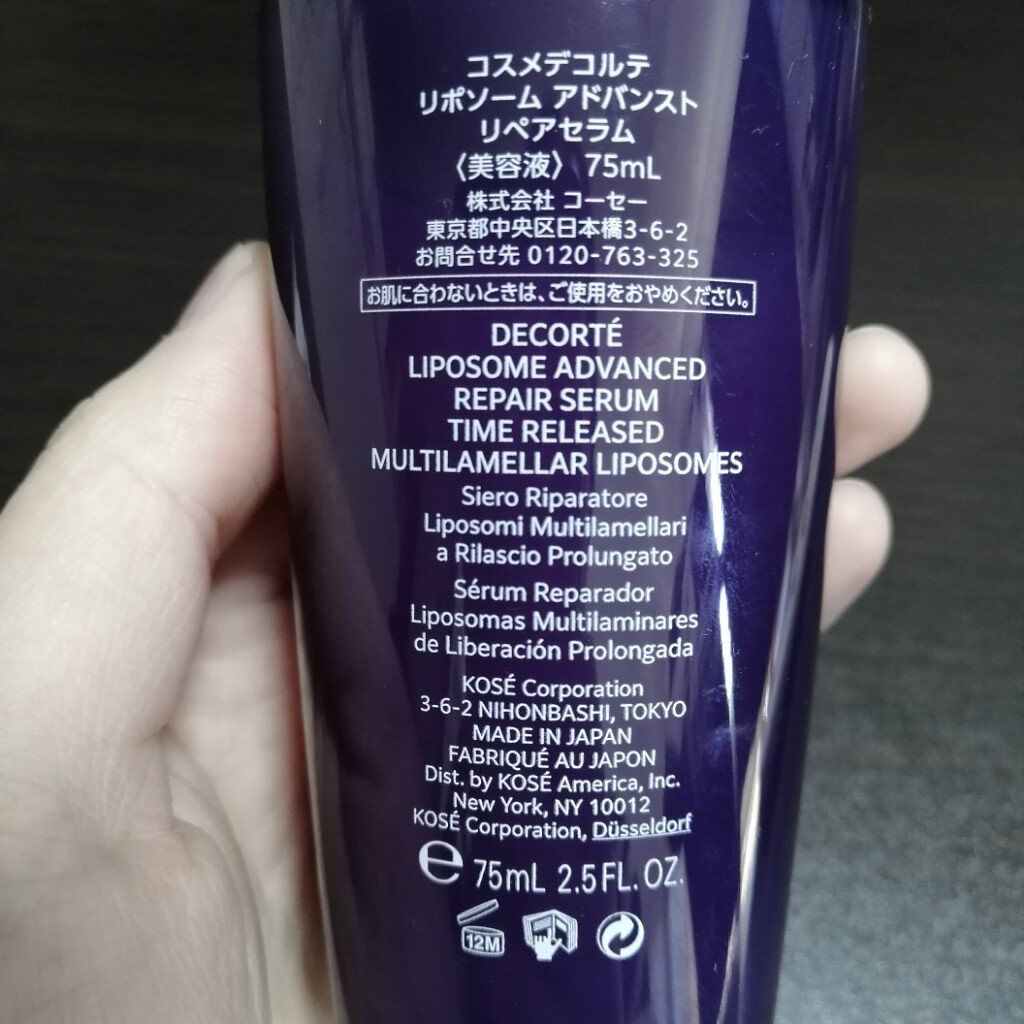 コスメデコルテ
リポソーム アドバンスト
リペアセラム
〈美容液〉 75mL
株式会社 コーセー
東京都中央区日本橋3-6-2
お問合せ先 0120-763-325
お肌に合わないときは、ご使用をおやめください。
DECORTÉ
LIPOSOME ADVANCED
REPAIR SERUM
TIME RELEASED
MULTILAMELLAR LIPOSOMES
Siero Riparatore
Liposomi Multilamellari
a Rilascio Prolungato
Sérum Reparador
Liposomas Multilaminares
de Liberación Prolongada
KOSÉ Corporation
3-6-2 NIHONBASHI, TOKYO
MADE IN JAPAN
FABRIQUÉ AU JAPON
Dist. by KOSÉ America, Inc.
New York, NY 10012
KOSÉ Corporation, Düsseldorf
℮ 75mL 2.5FL.OZ.
12M